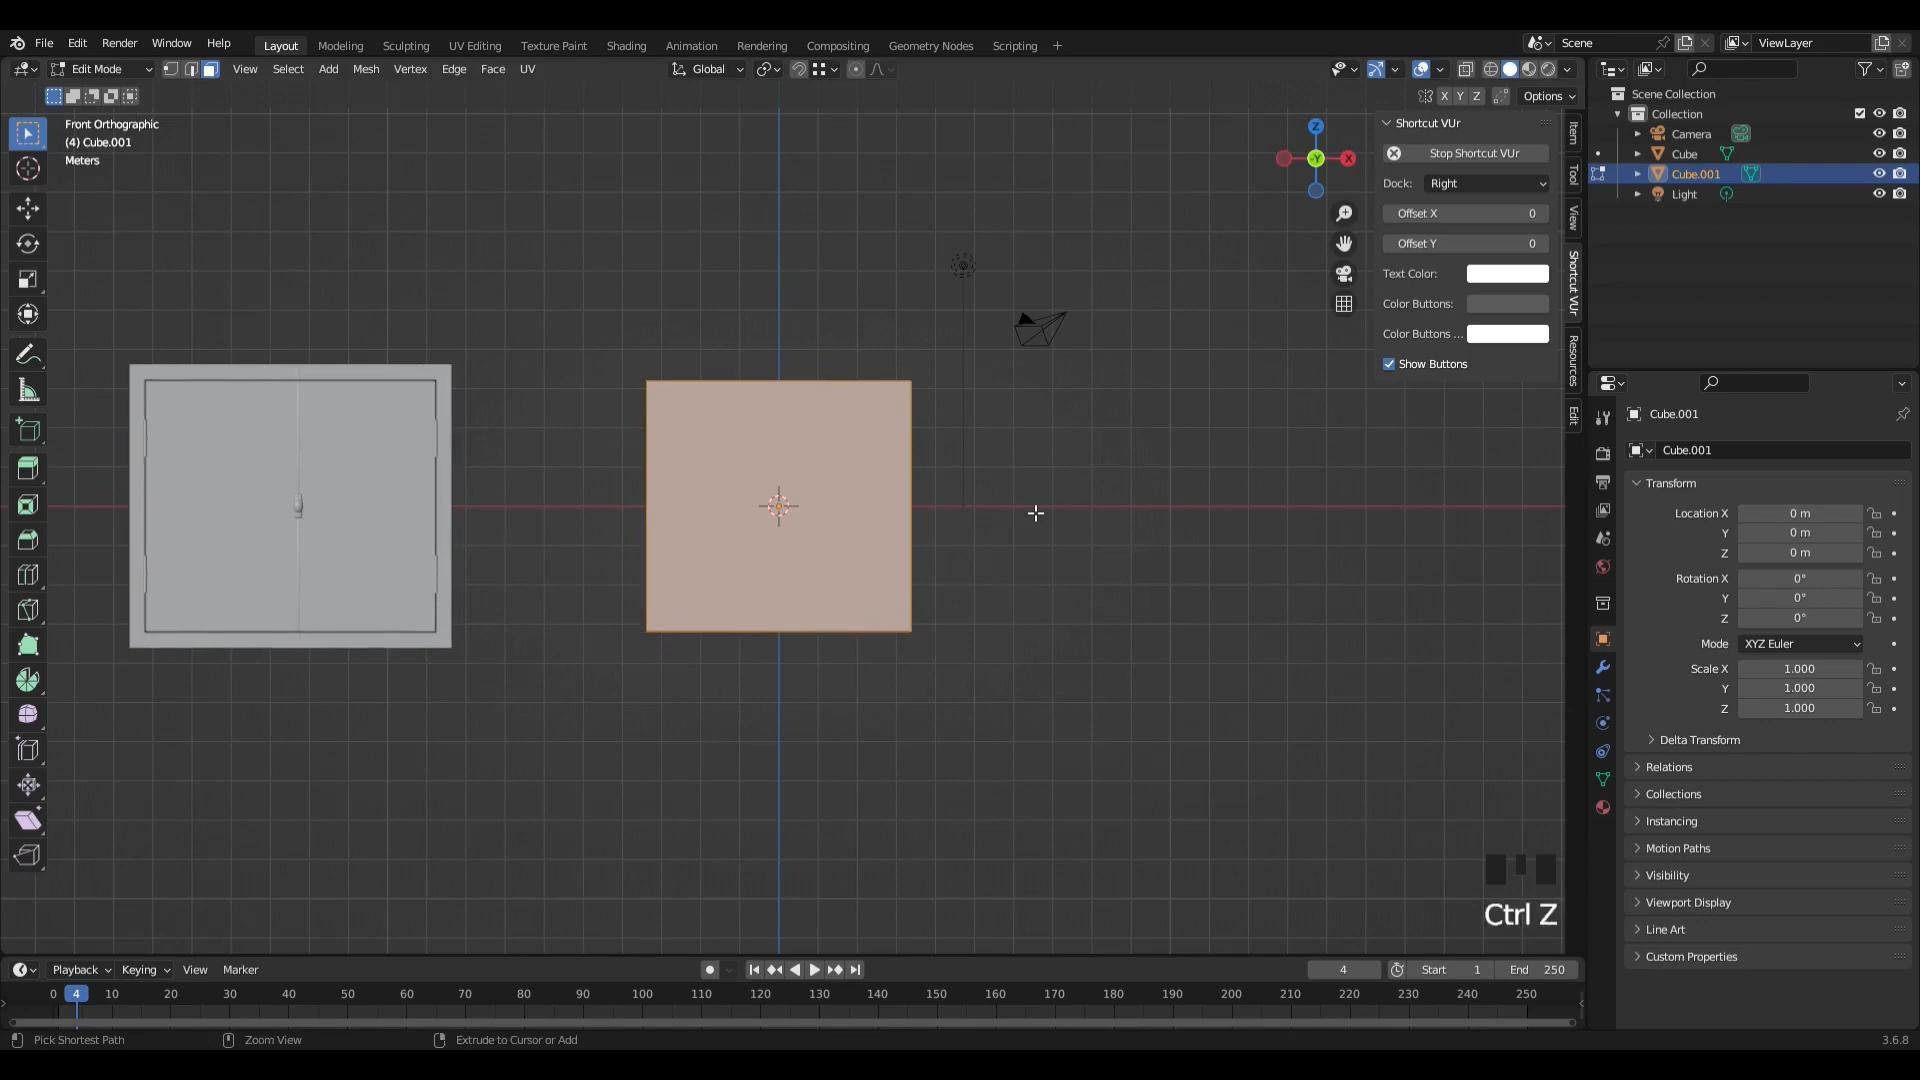 File Edit Render Window Help Layout Modeling Sculpting UV Editing Texture Paint Shading Animation Rendering Compositing Geometry Nodes Scripting + Scene ViewLayer
Edit Mode View Select Add Mesh Vertex Edge Face UV Global
X Y Z Options
Front Orthographic
(4) Cube.001
Meters
Z
-Y
X
Shortcut VUr
Stop Shortcut VUr
Dock: Right
Offset X 0
Offset Y 0
Text Color:
Color Buttons:
Color Buttons ...
Show Buttons
Item
Tool
View
Shortcut VUr
Resources
Edit
Scene Collection
Collection
Camera
Cube
Cube.001
Light
Cube.001
Cube.001
Transform
Location X 0 m
Y 0 m
Z 0 m
Rotation X 0°
Y 0°
Z 0°
Mode XYZ Euler
Scale X 1.000
Y 1.000
Z 1.000
Delta Transform
Relations
Collections
Instancing
Motion Paths
Visibility
Viewport Display
Line Art
Custom Properties
Ctrl Z
Playback Keying View Marker 4 Start 1 End 250
0 4 10 20 30 40 50 60 70 80 90 100 110 120 130 140 150 160 170 180 190 200 210 220 230 240 250
Pick Shortest Path Zoom View Extrude to Cursor or Add 3.6.8